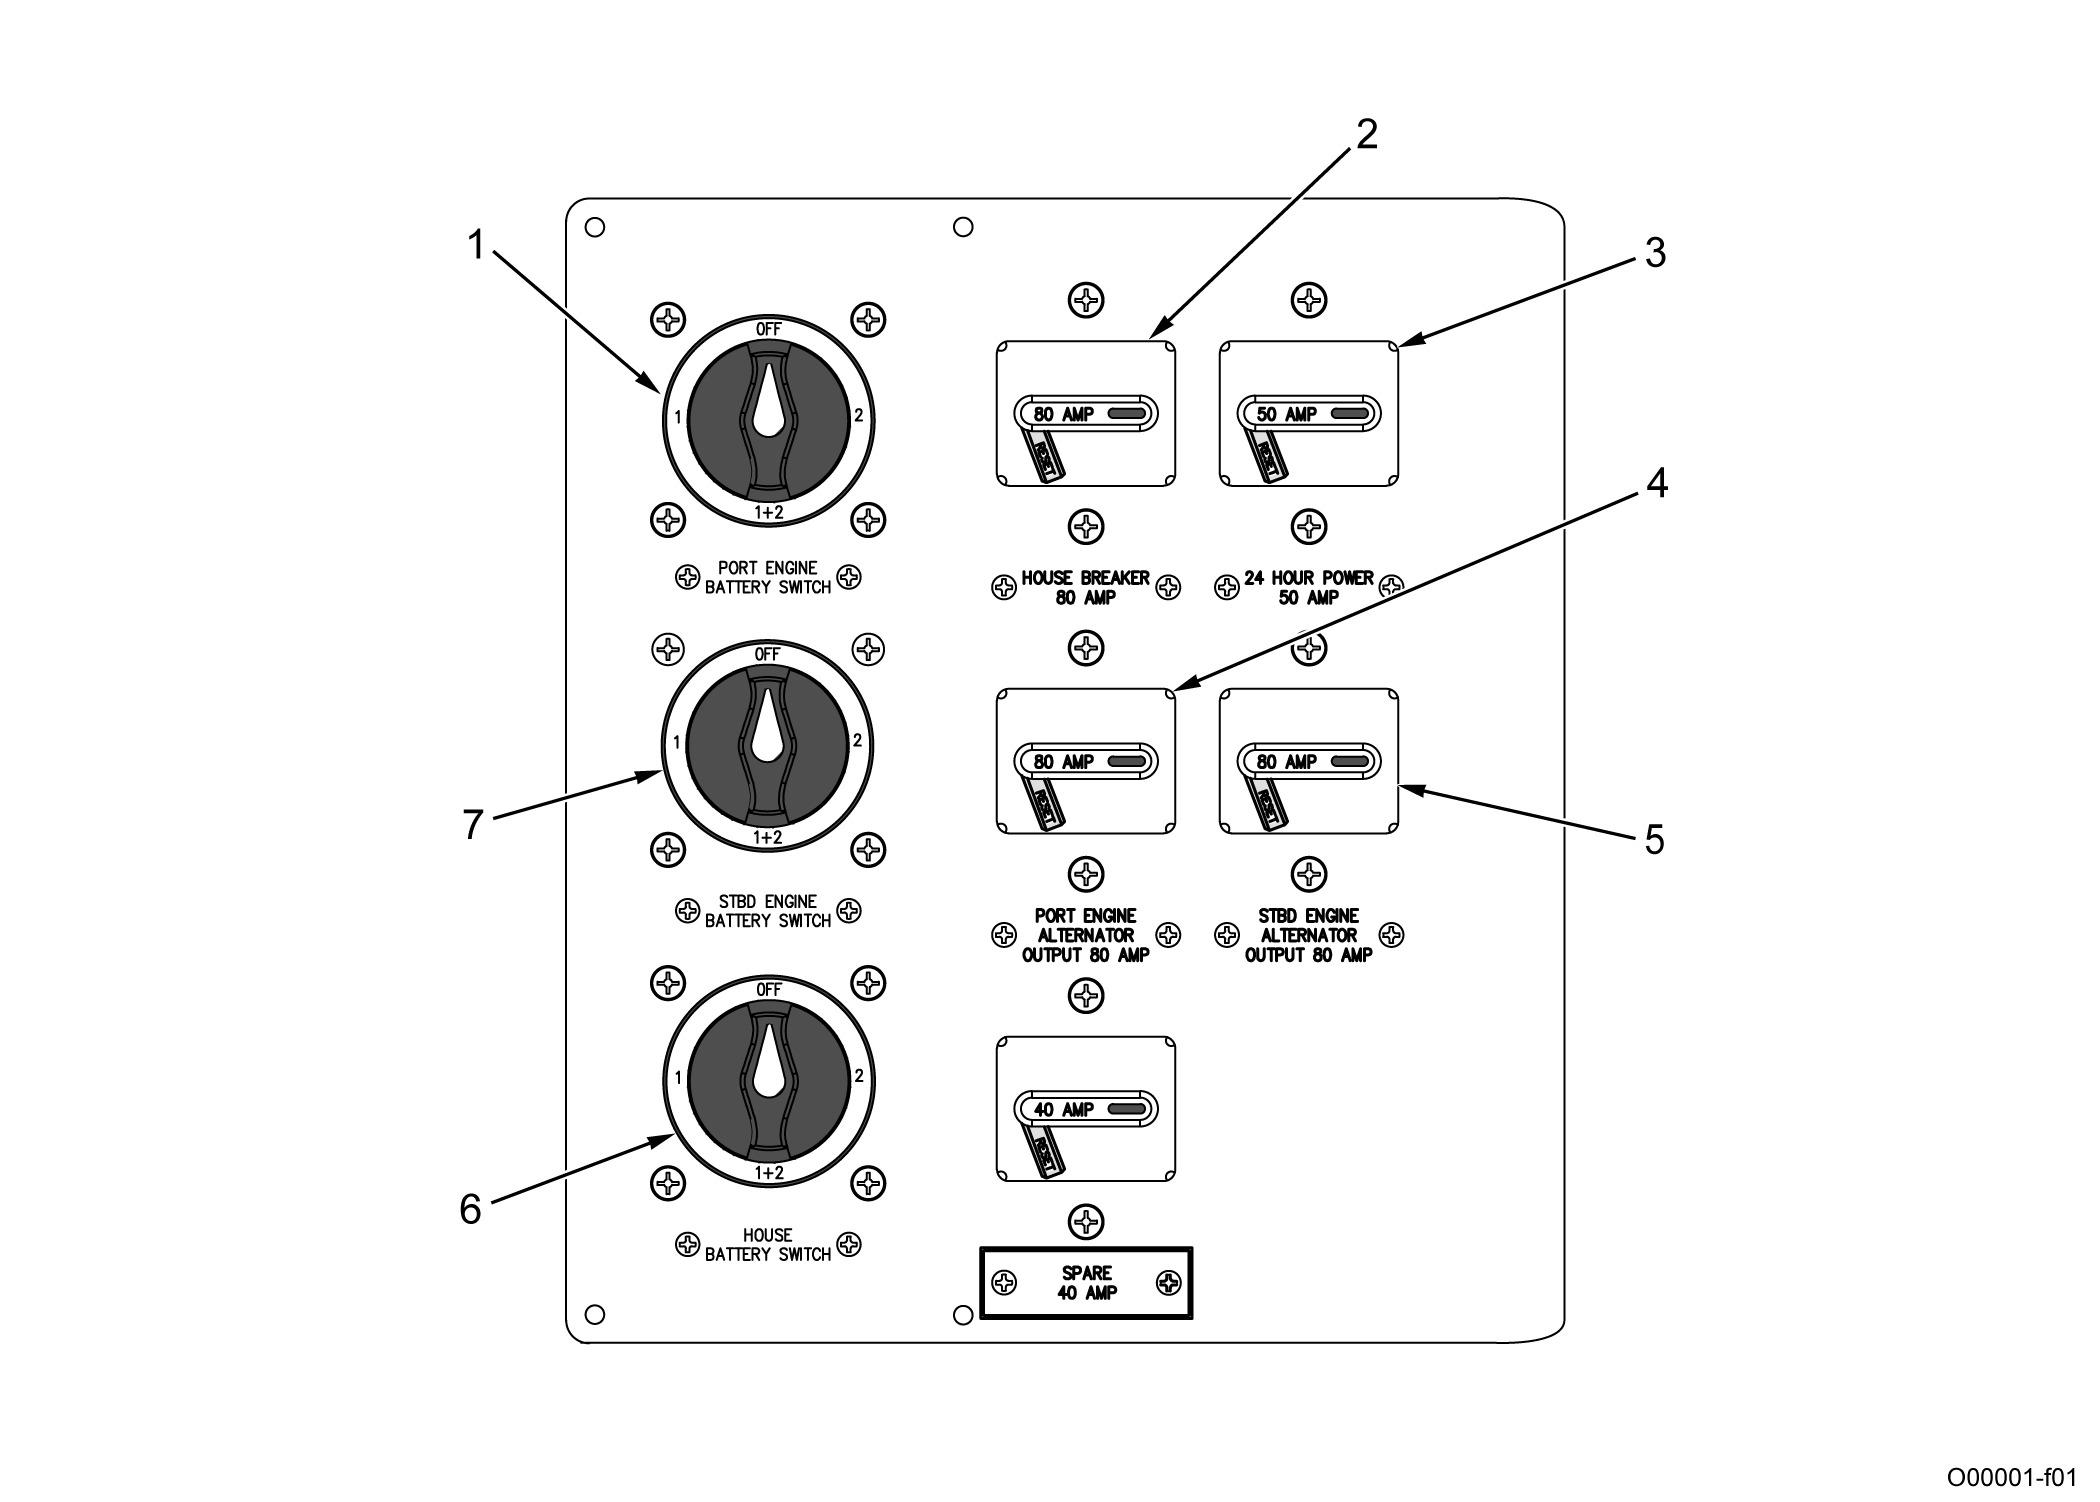 2
1
3
OFF
1
2
1+2
80 AMP
RESET
50 AMP
RESET
4
PORT ENGINE
BATTERY SWITCH
HOUSE BREAKER
80 AMP
24 HOUR POWER
50 AMP
OFF
1
2
1+2
80 AMP
RESET
80 AMP
RESET
7
5
STBD ENGINE
BATTERY SWITCH
PORT ENGINE
ALTERNATOR
OUTPUT 80 AMP
STBD ENGINE
ALTERNATOR
OUTPUT 80 AMP
OFF
1
2
1+2
40 AMP
RESET
6
HOUSE
BATTERY SWITCH
SPARE
40 AMP
O00001-f01